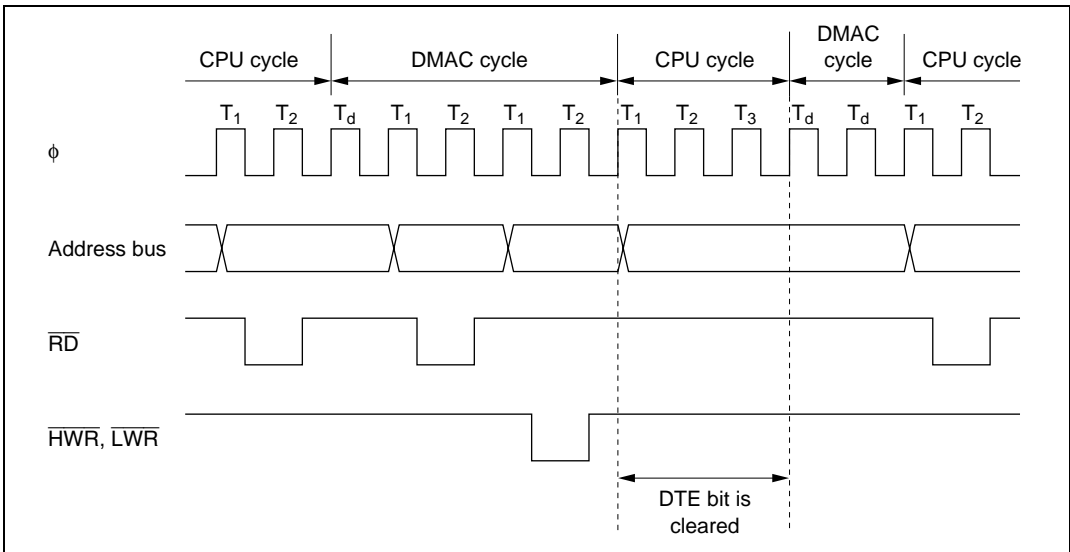 CPU cycle DMAC cycle CPU cycle DMAC cycle CPU cycle
T1 T2 Td T1 T2 T1 T2 T1 T2 T3 Td Td T1 T2
φ
Address bus
RD
HWR, LWR
DTE bit is
cleared